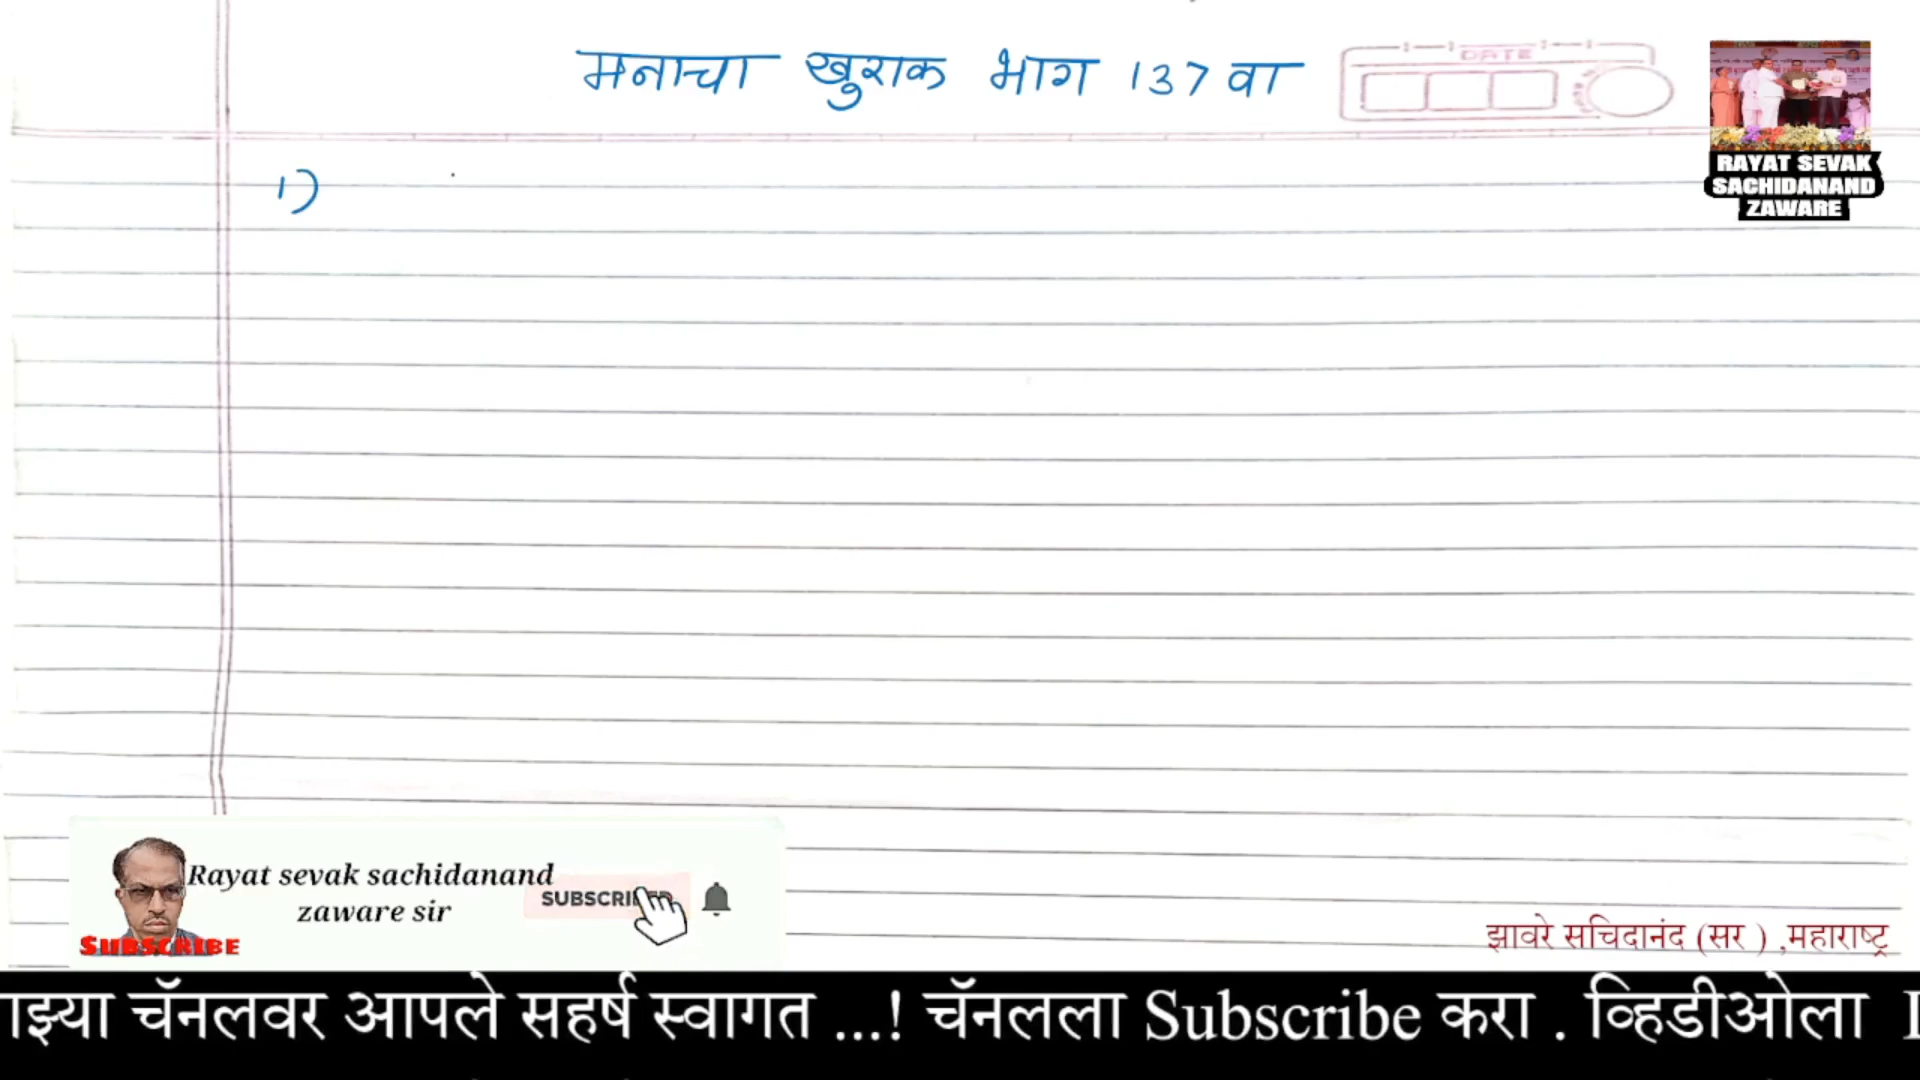 मनाचा खुराक भाग 137 वा
DATE
RAYAT SEVAK
SACHIDANAND
ZAWARE
1)
Rayat sevak sachidanand
zaware sir
SUBSCRIBE
झावरे सचिदानंद (सर ) ,महाराष्ट्र
चॅनलवर आपले सहर्ष स्वागत ...! चॅनलला Subscribe करा . व्हिडीओला